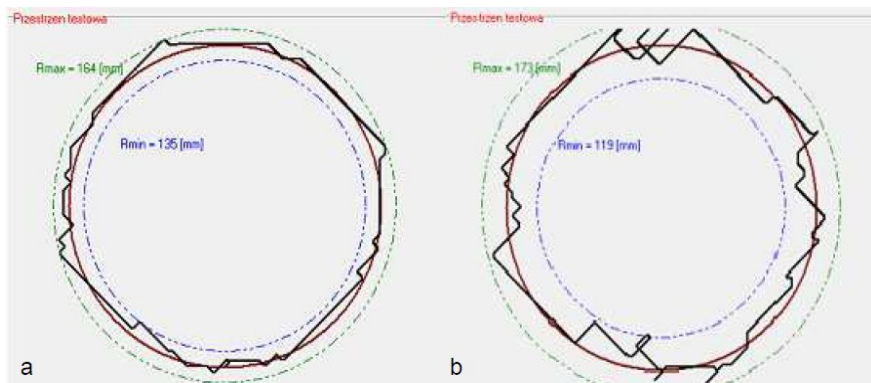 Przestrzen testowa
Rmax = 164 [mm]
Rmin = 135 [mm]
a
Przestrzen testowa
Rmax = 173 [mm]
Rmin = 119 [mm]
b